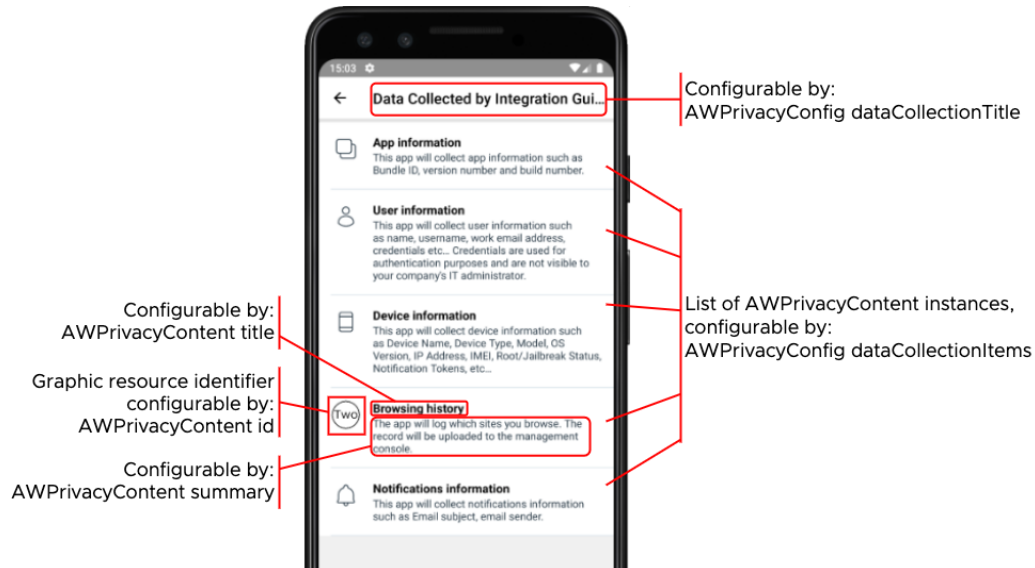 15:03
Data Collected by Integration Gui...
App information
This app will collect app information such as
Bundle ID, version number and build number.
User information
This app will collect user information such
as name, username, work email address,
credentials etc... Credentials are used for
authentication purposes and are not visible to
your company's IT administrator.
Device information
This app will collect device information such
as Device Name, Device Type, Model, OS
Version, IP Address, IMEI, Root/Jailbreak Status,
Notification Tokens, etc...
Two
Browsing history
The app will log which sites you browse. The
record will be uploaded to the management
console.
Notifications information
This app will collect notifications information
such as Email subject, email sender.
Configurable by:
AWPrivacyContent title
Graphic resource identifier
configurable by:
AWPrivacyContent id
Configurable by:
AWPrivacyContent summary
Configurable by:
AWPrivacyConfig dataCollectionTitle
List of AWPrivacyContent instances,
configurable by:
AWPrivacyConfig dataCollectionItems